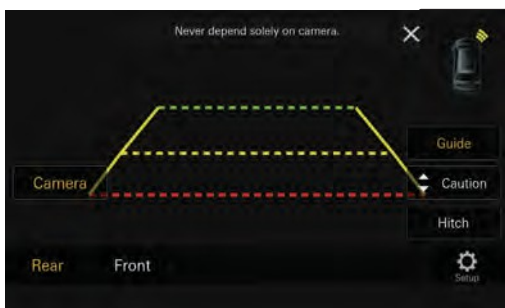 Never depend solely on camera.
Guide
Camera
Caution
Hitch
Rear Front
Setup